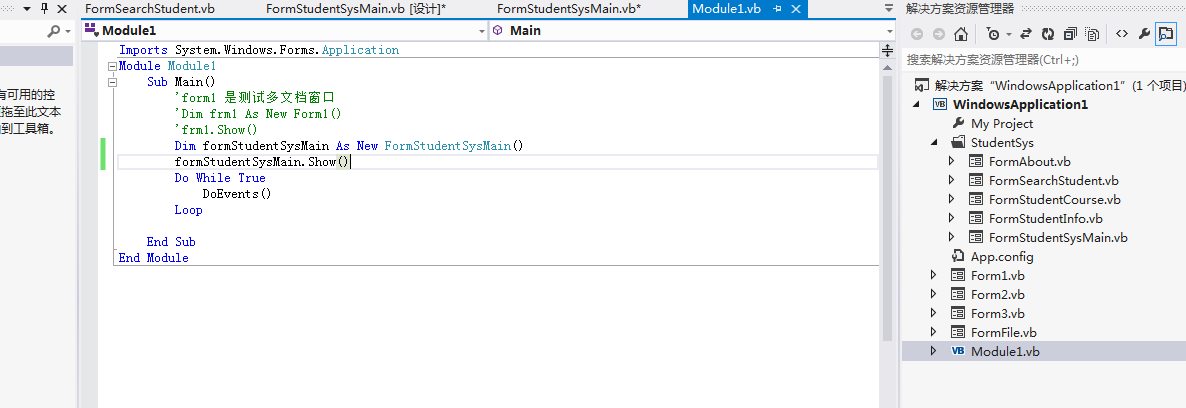 FormSearchStudent.vb FormStudentSysMain.vb [设计]* FormStudentSysMain.vb* Module1.vb
Module1 Main
Imports System.Windows.Forms.Application
Module Module1
Sub Main()
'form1 是测试多文档窗口
'Dim frm1 As New Form1()
'frm1.Show()
Dim formStudentSysMain As New FormStudentSysMain()
formStudentSysMain.Show()
Do While True
DoEvents()
Loop
End Sub
End Module
有可用的控
拖至此文本
到工具箱。
解决方案资源管理器
搜索解决方案资源管理器(Ctrl+;)
解决方案“WindowsApplication1”(1 个项目)
VB WindowsApplication1
My Project
StudentSys
FormAbout.vb
FormSearchStudent.vb
FormStudentCourse.vb
FormStudentInfo.vb
FormStudentSysMain.vb
App.config
Form1.vb
Form2.vb
Form3.vb
FormFile.vb
VB Module1.vb